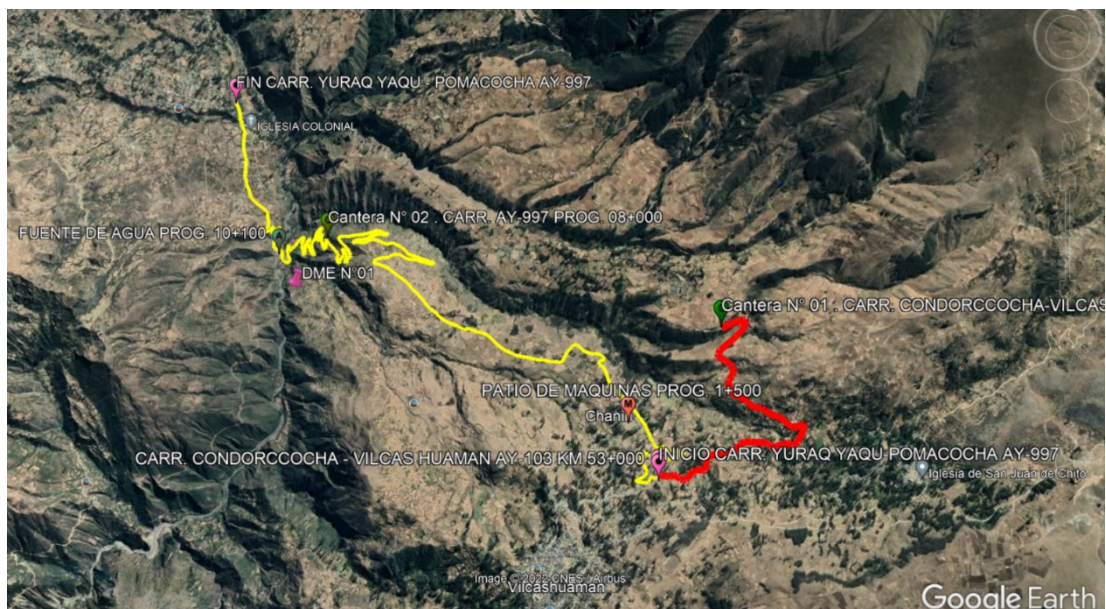 FIN CARR. YURAQ YAQU - POMACOCHA AY-997
IGLESIA COLONIAL
Cantera N° 02 . CARR. AY-997 PROG. 08+000
FUENTE DE AGUA PROG. 10+100
DME N°01
Cantera N° 01 . CARR. CONDORCCOCHA-VILCAS
PATIO DE MAQUINAS PROG. 1+500
M
Chanin
CARR. CONDORCCOCHA - VILCAS HUAMAN AY-103 KM 53+000
INICIO CARR. YURAQ YAQU-POMACOCHA AY-997
Iglesia de San Juan de Chito
Image © 2022 CNES / Airbus
Vilcashuaman
Google Earth